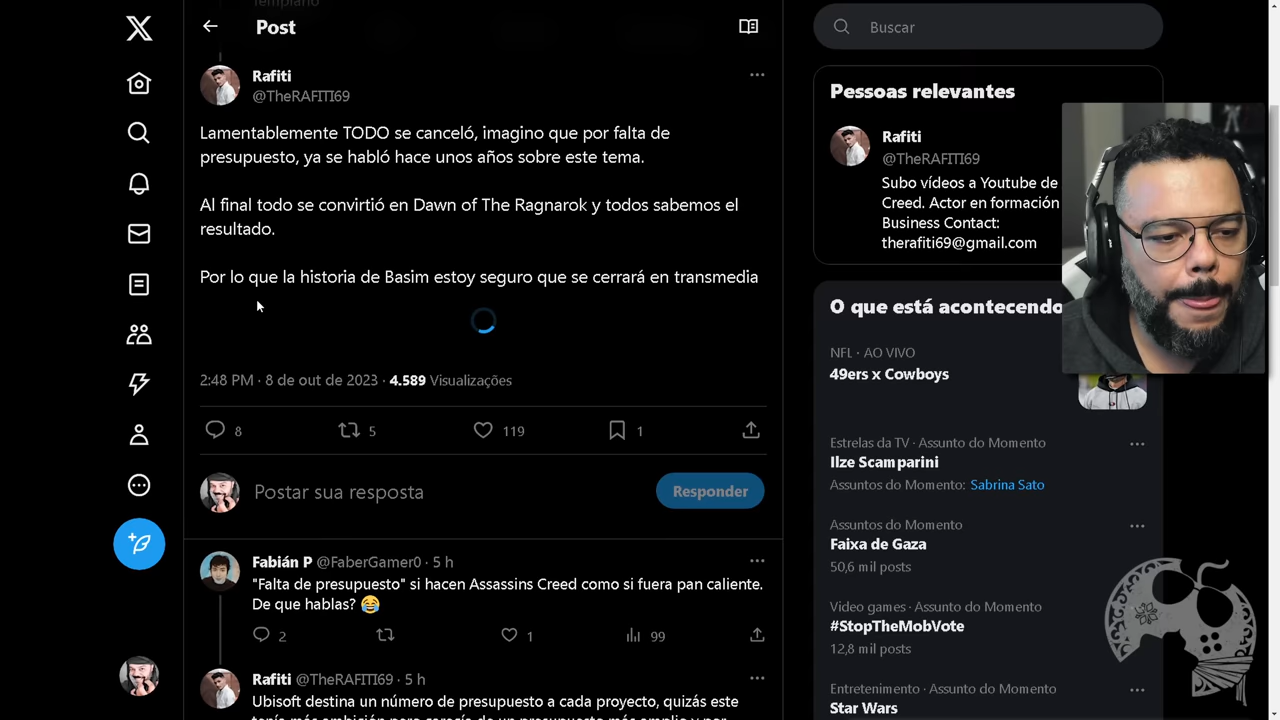 Templario
Post
Buscar
Rafiti
@TheRAFITI69
Lamentablemente TODO se canceló, imagino que por falta de
presupuesto, ya se habló hace unos años sobre este tema.
Al final todo se convirtió en Dawn of The Ragnarok y todos sabemos el
resultado.
Por lo que la historia de Basim estoy seguro que se cerrará en transmedia
2:48 PM · 8 de out de 2023 · 4.589 Visualizações
8
5
119
1
Postar sua resposta
Responder
Fabián P @FaberGamer0 · 5 h
"Falta de presupuesto" si hacen Assassins Creed como si fuera pan caliente.
De que hablas? 😂
2
1
99
Rafiti @TheRAFITI69 · 5 h
Ubisoft destina un número de presupuesto a cada proyecto, quizás este
Pessoas relevantes
Rafiti
@TheRAFITI69
Subo vídeos a Youtube de
Creed. Actor en formación
Business Contact:
therafiti69@gmail.com
O que está acontecendo
NFL · AO VIVO
49ers x Cowboys
Estrelas da TV · Assunto do Momento
Ilze Scamparini
Assuntos do Momento: Sabrina Sato
Assuntos do Momento
Faixa de Gaza
50,6 mil posts
Video games · Assunto do Momento
#StopTheMobVote
12,8 mil posts
Entretenimento · Assunto do Momento
Star Wars